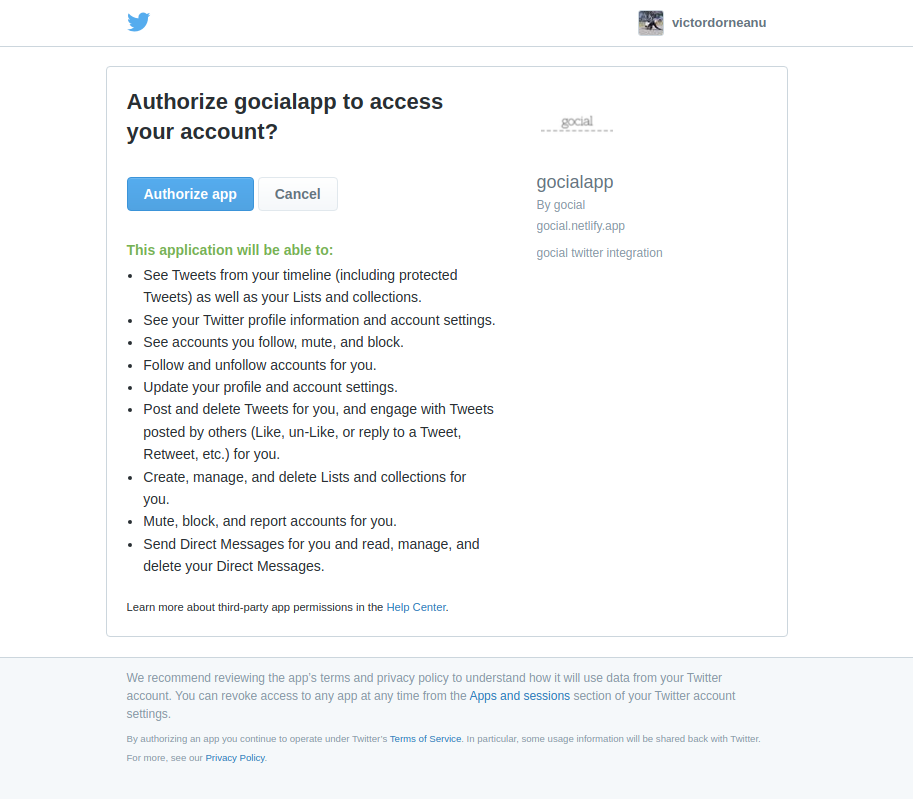 victordorneanu
Authorize gocialapp to access
your account?
gocial
Authorize app
Cancel
gocialapp
By gocial
gocial.netlify.app
gocial twitter integration
This application will be able to:
See Tweets from your timeline (including protected
Tweets) as well as your Lists and collections.
See your Twitter profile information and account settings.
See accounts you follow, mute, and block.
Follow and unfollow accounts for you.
Update your profile and account settings.
Post and delete Tweets for you, and engage with Tweets
posted by others (Like, un-Like, or reply to a Tweet,
Retweet, etc.) for you.
Create, manage, and delete Lists and collections for
you.
Mute, block, and report accounts for you.
Send Direct Messages for you and read, manage, and
delete your Direct Messages.
Learn more about third-party app permissions in the Help Center.
We recommend reviewing the app's terms and privacy policy to understand how it will use data from your Twitter
account. You can revoke access to any app at any time from the Apps and sessions section of your Twitter account
settings.
By authorizing an app you continue to operate under Twitter's Terms of Service. In particular, some usage information will be shared back with Twitter.
For more, see our Privacy Policy.